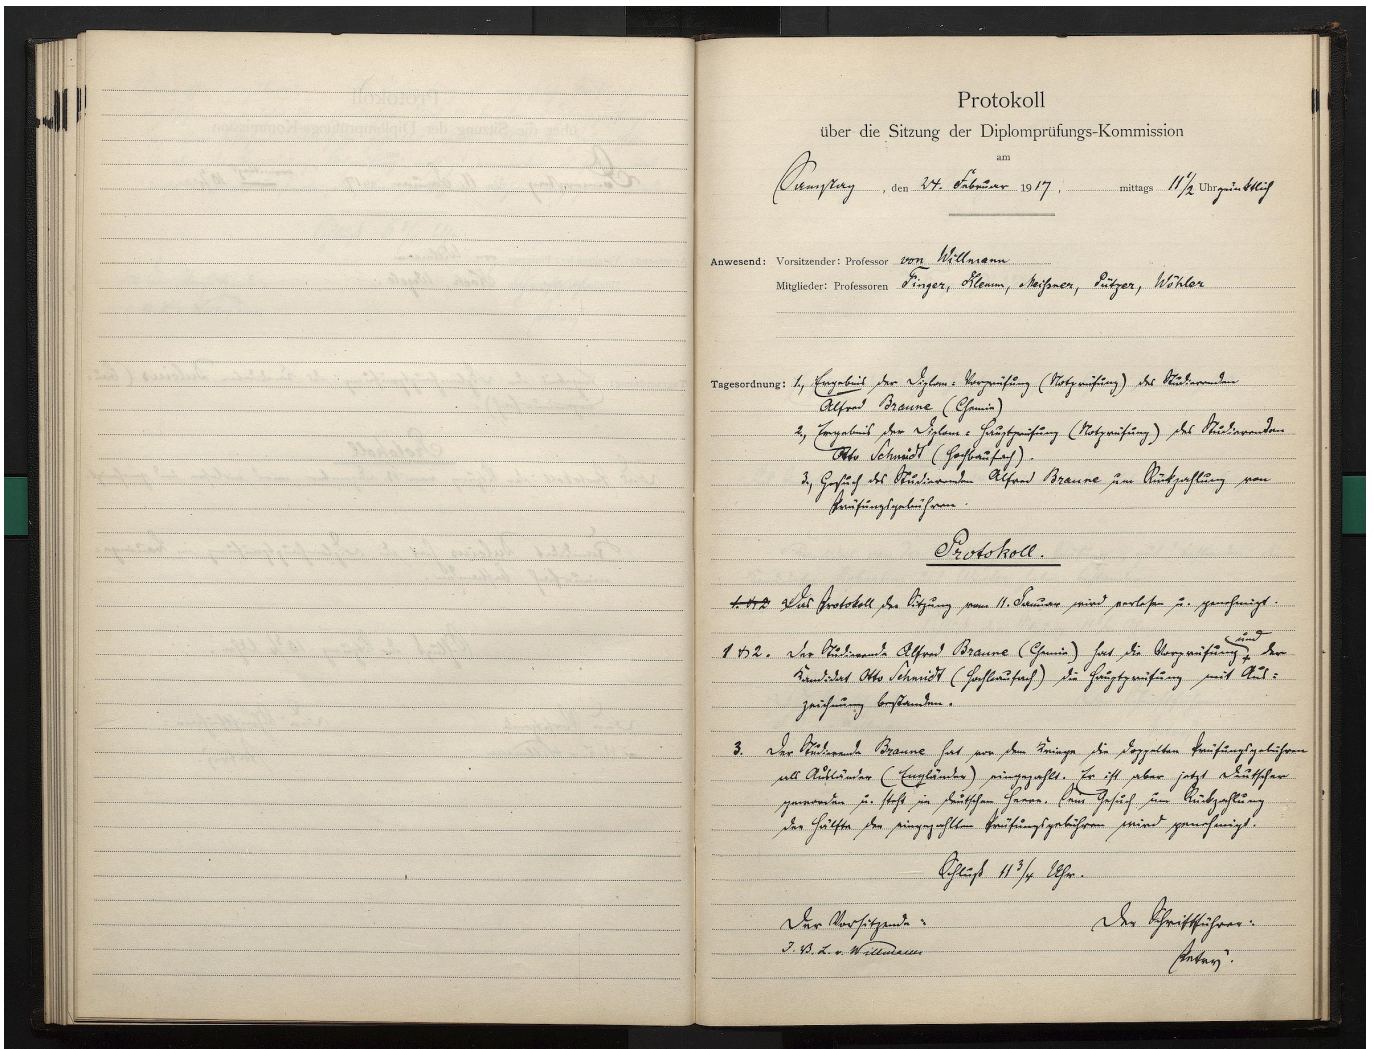 Protokoll
über die Sitzung der Diplomprüfungs-Kommission
am
Samstag, den 24. Februar 1917, mittags 11 1/2 Uhr pünktlich
Anwesend: Vorsitzender: Professor von Willmann
Mitglieder: Professoren Finger, Klemm, Meißner, Pützer, Wöhler
Tagesordnung: 1., Ergebnis der Diplom-Vorprüfung (Notprüfung) des Studierenden
Alfred Braune (Chemie)
2., Ergebnis der Diplom-Hauptprüfung (Notprüfung) des Studierenden
Otto Schmidt (Hochbaufach).
3., Gesuch des Studierenden Alfred Braune um Rückzahlung von
Prüfungsgebühren.
Protokoll.
1. & 2 Das Protokoll der Sitzung vom 11. Januar wird verlesen u. genehmigt.
1 & 2. Der Studierende Alfred Braune (Chemie) hat die Vorprüfung und der
Kandidat Otto Schmidt (Hochbaufach) die Hauptprüfung mit Aus-
zeichnung bestanden.
3. Der Studierende Braune hat vor dem Kriege die doppelten Prüfungsgebühren
als Ausländer (Engländer) eingezahlt. Er ist aber jetzt Deutscher
geworden u. steht im deutschen Heere. Sein Gesuch um Rückzahlung
der Hälfte der eingezahlten Prüfungsgebühren wird genehmigt.
Schluß 11 3/4 Uhr.
Der Vorsitzende: Der Schriftführer:
I. V. L. v. Willmann
Petry.